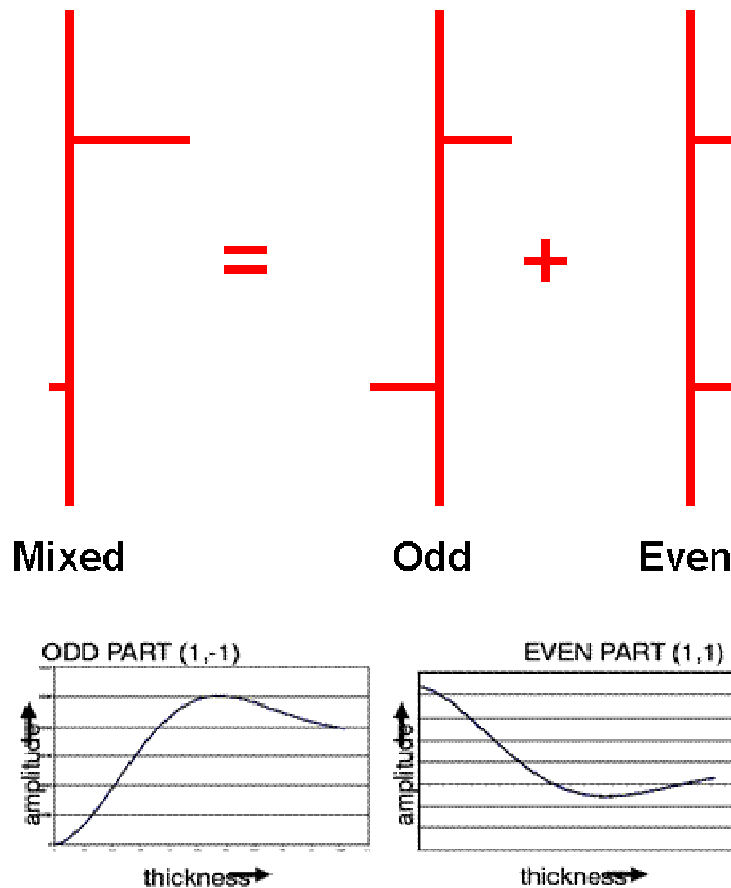 =
+
Mixed Odd Even
ODD PART (1,-1)
amplitude
thickness
EVEN PART (1,1)
amplitude
thickness